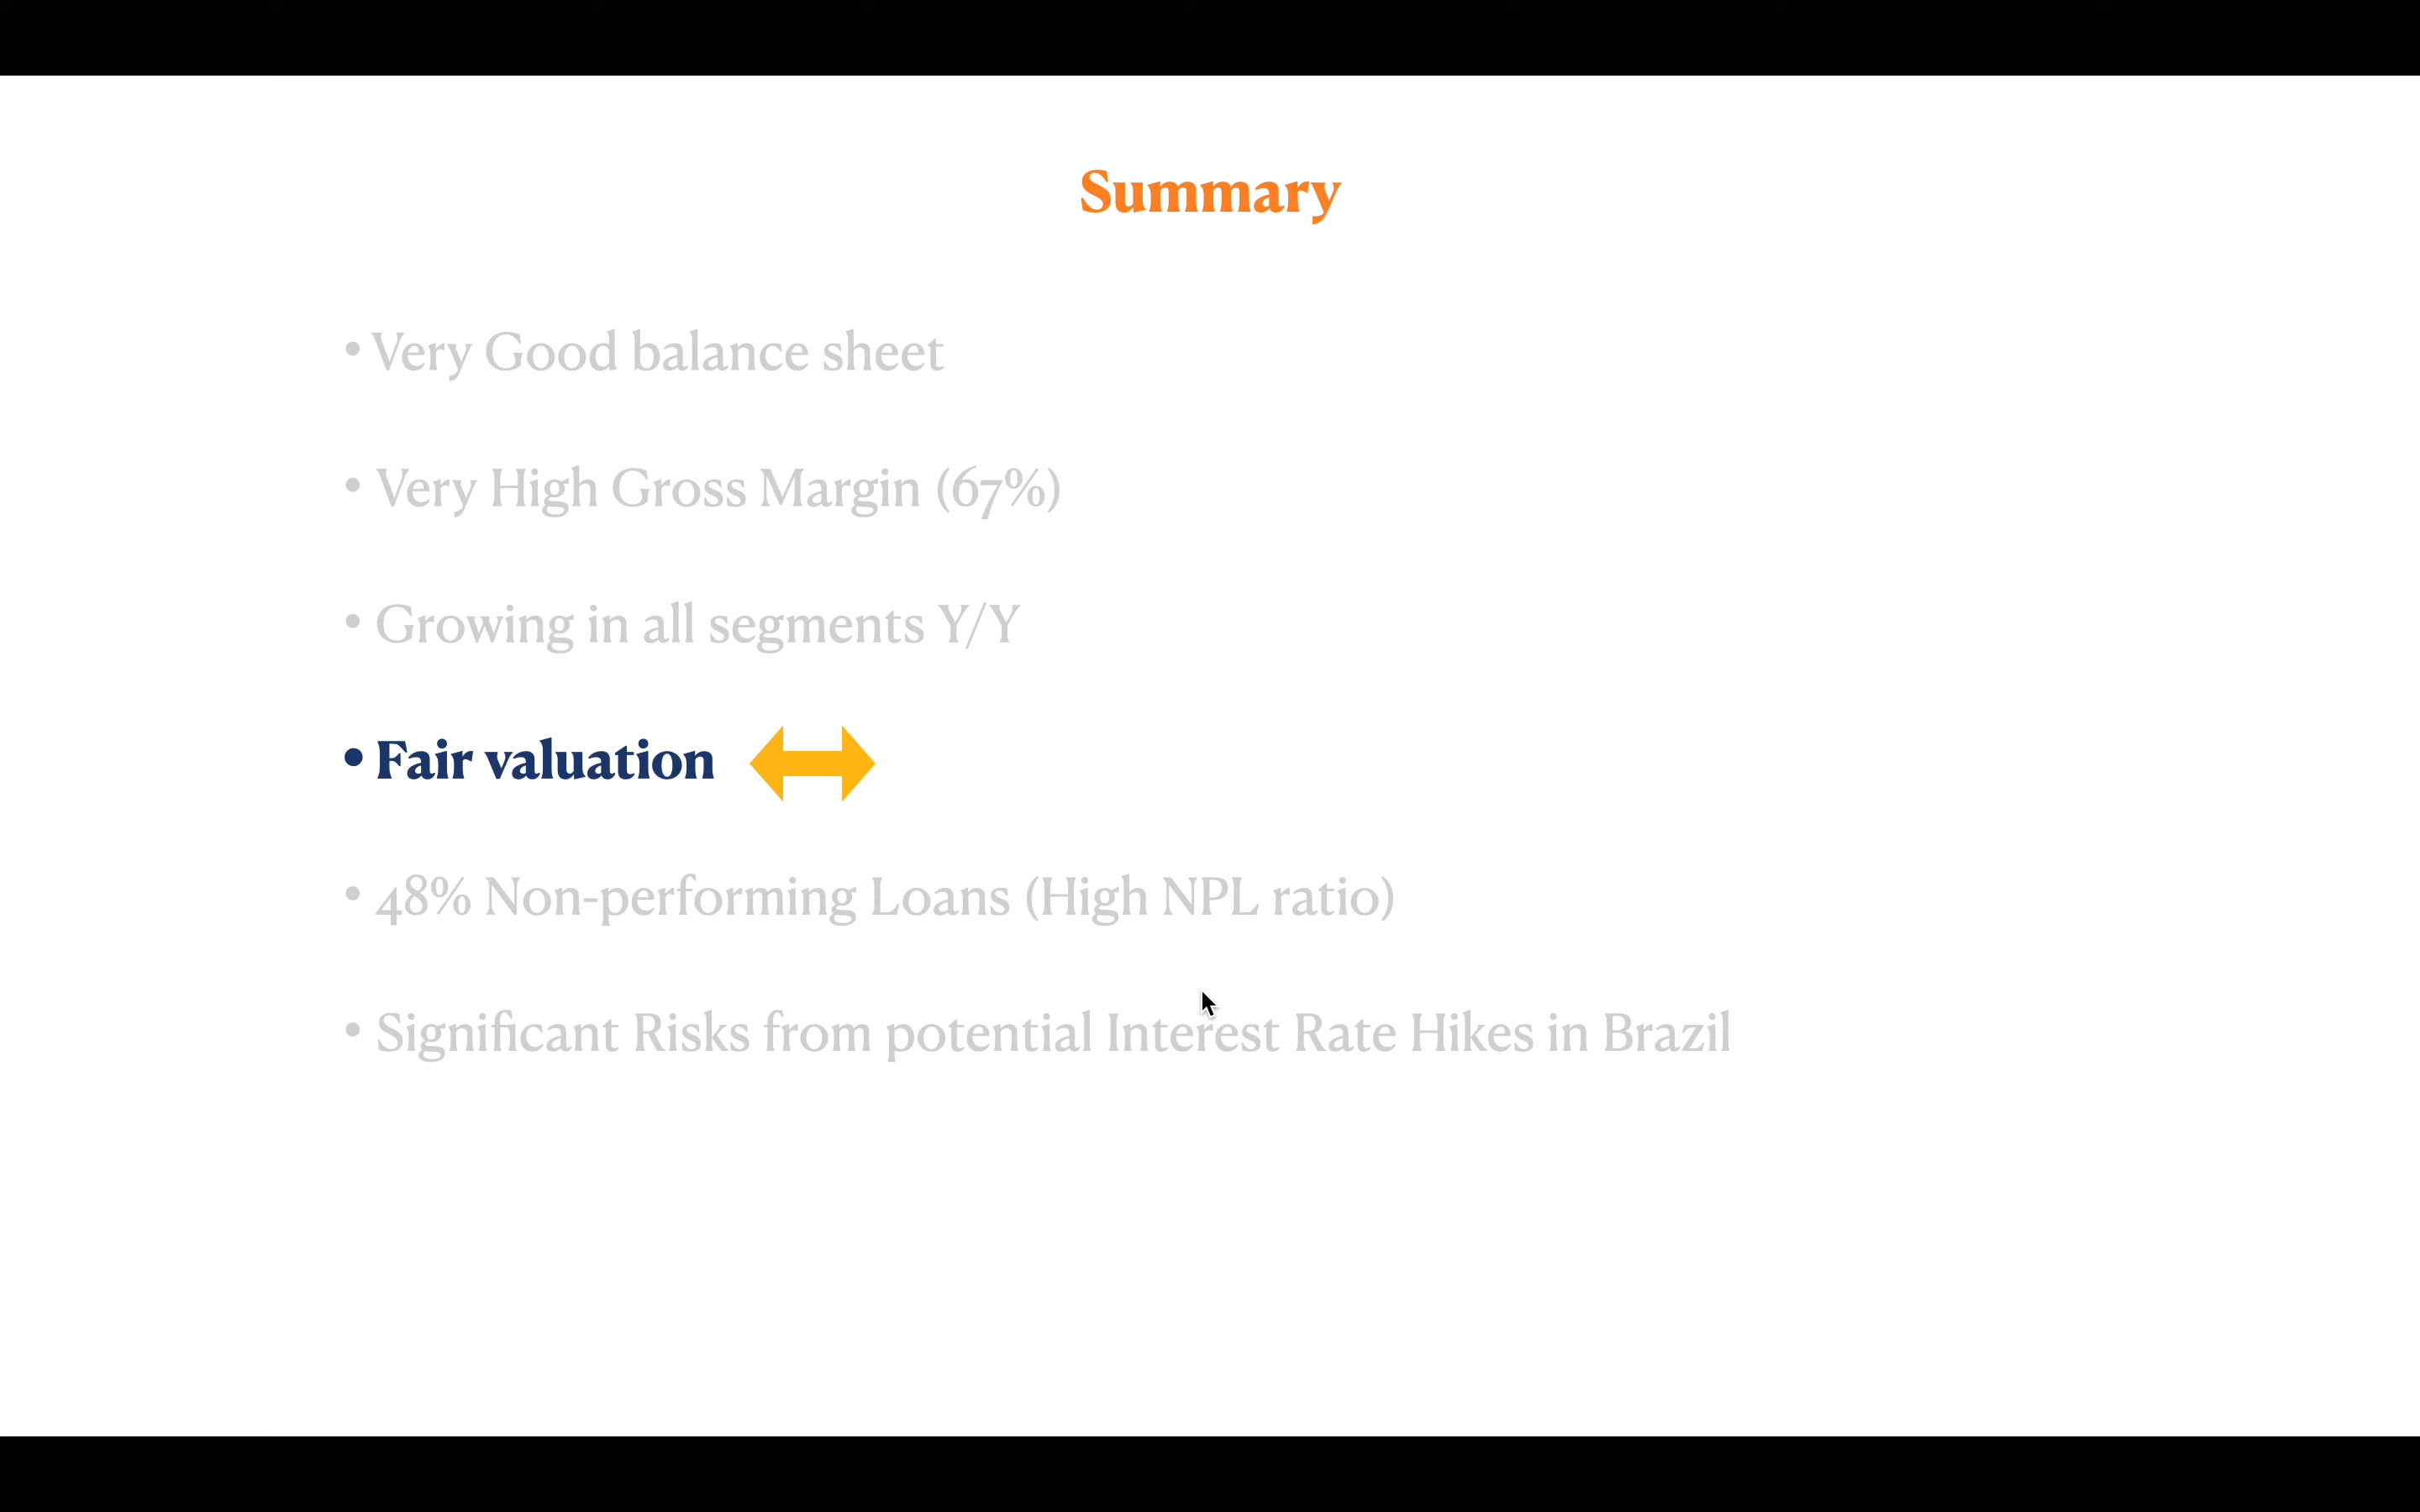 Summary
• Very Good balance sheet
• Very High Gross Margin (67%)
• Growing in all segments Y/Y
• Fair valuation
• 48% Non-performing Loans (High NPL ratio)
• Significant Risks from potential Interest Rate Hikes in Brazil